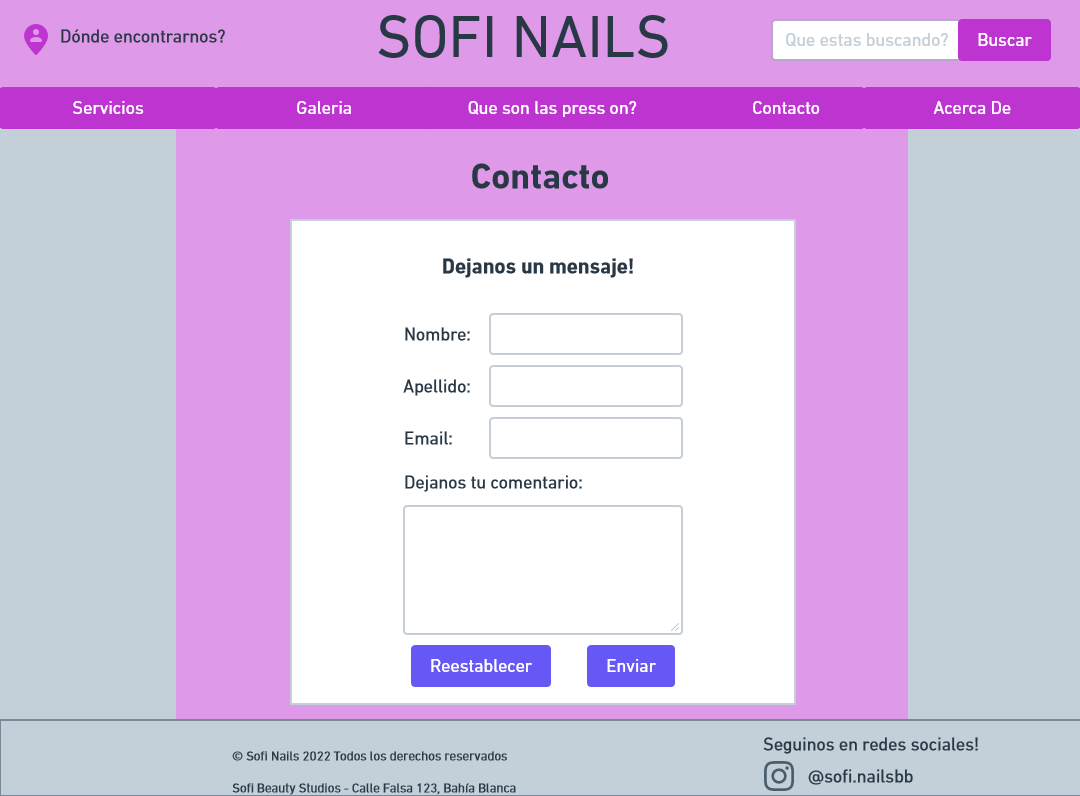 Dónde encontrarnos?
SOFI NAILS
Que estas buscando?
Buscar
Servicios
Galeria
Que son las press on?
Contacto
Acerca De
Contacto
Dejanos un mensaje!
Nombre:
Apellido:
Email:
Dejanos tu comentario:
Reestablecer
Enviar
© Sofi Nails 2022 Todos los derechos reservados
Sofi Beauty Studios - Calle Falsa 123, Bahía Blanca
Seguinos en redes sociales!
@sofi.nailsbb